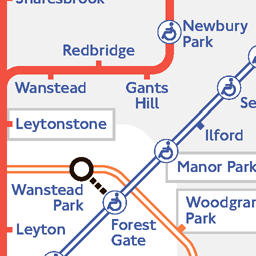 Snaresbrook
Newbury
Park
Redbridge
Wanstead
Gants
Hill
Se
Leytonstone
Ilford
Manor Park
Wanstead
Park
Woodgran
Park
Leyton
Forest
Gate